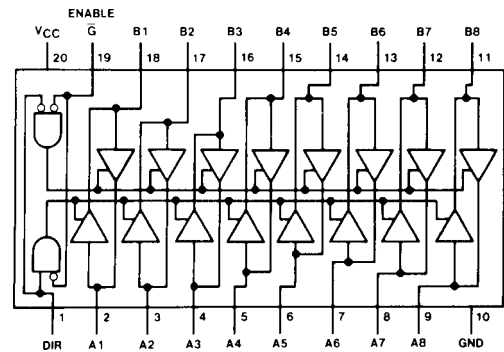 ENABLE
VCC G̅ B1 B2 B3 B4 B5 B6 B7 B8
20 19 18 17 16 15 14 13 12 11
1 2 3 4 5 6 7 8 9 10
DIR A1 A2 A3 A4 A5 A6 A7 A8 GND